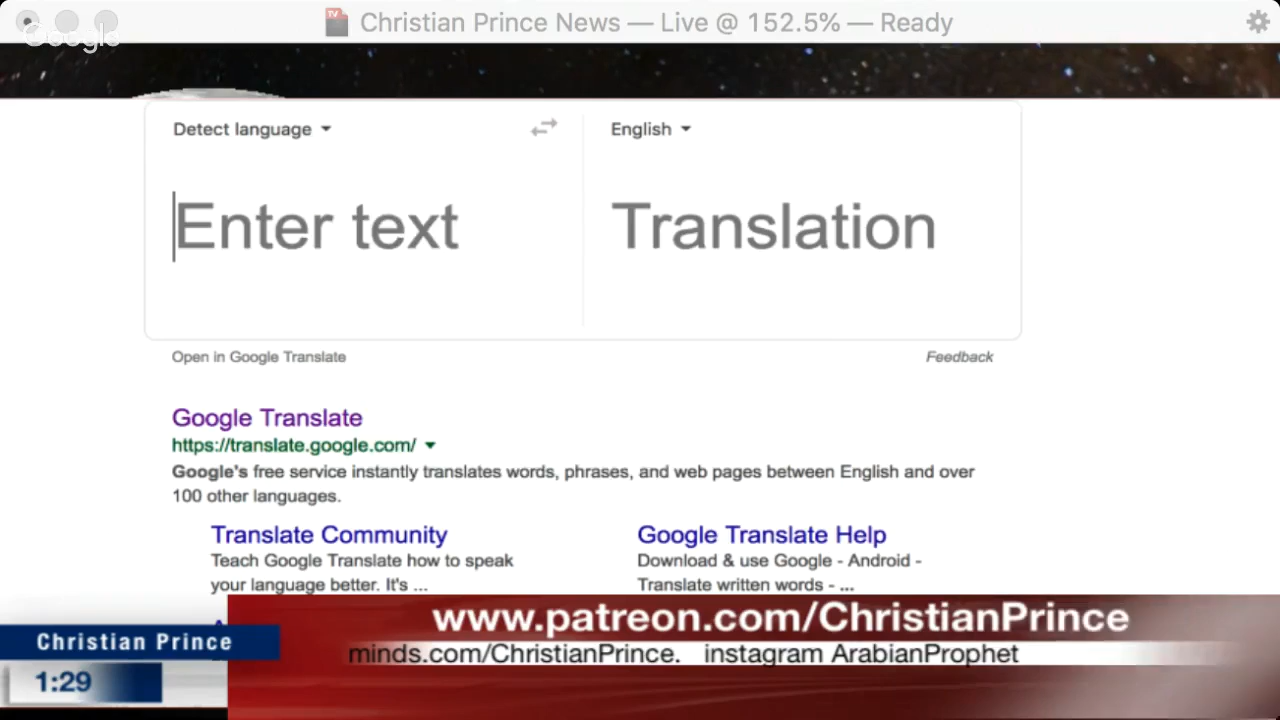 Christian Prince News — Live @ 152.5% — Ready
Google
Detect language
English
Enter text
Translation
Open in Google Translate
Feedback
Google Translate
https://translate.google.com/
Google's free service instantly translates words, phrases, and web pages between English and over
100 other languages.
Translate Community
Google Translate Help
Teach Google Translate how to speak
your language better. It's ...
Download & use Google - Android -
Translate written words - ...
www.patreon.com/ChristianPrince
Christian Prince
minds.com/ChristianPrince. instagram ArabianProphet
1:29